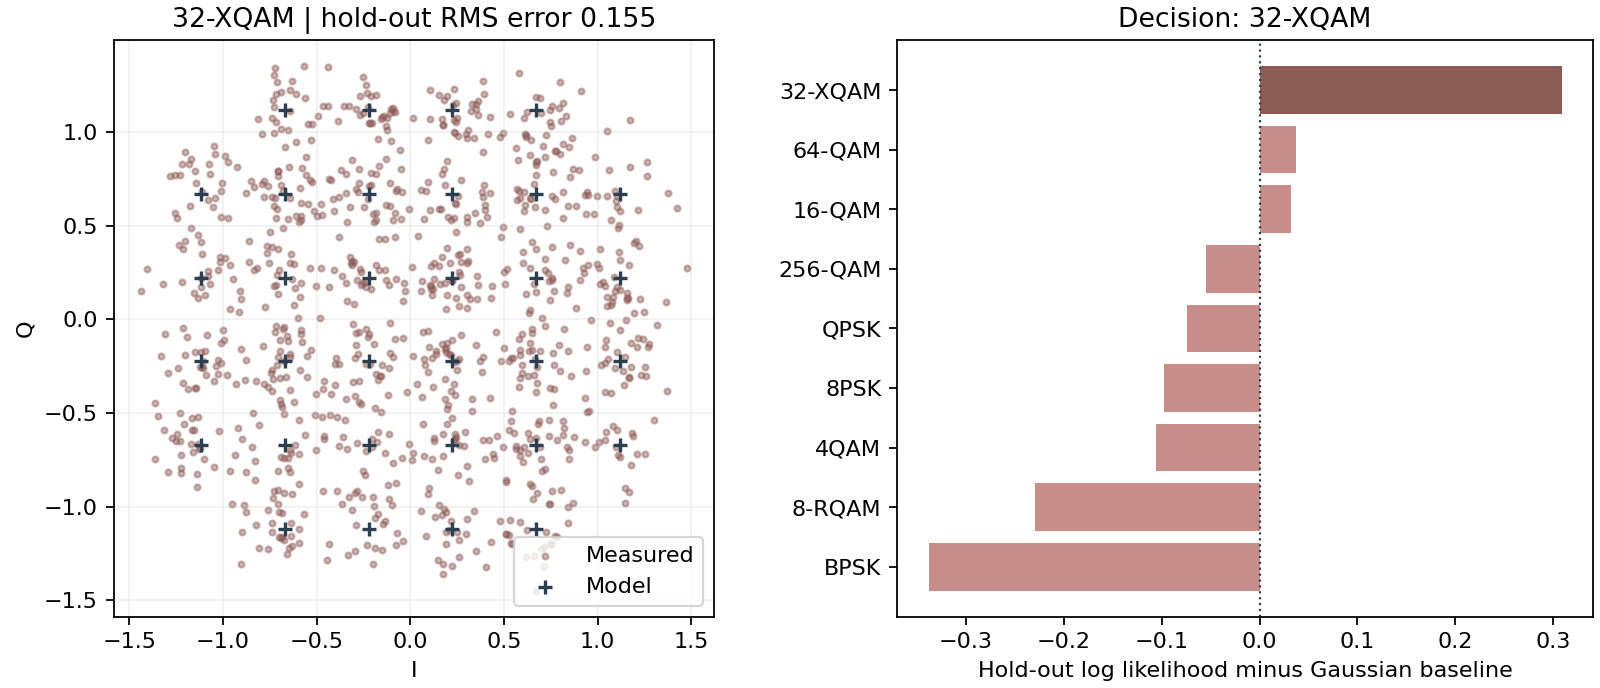 32-XQAM | hold-out RMS error 0.155
Q
1.0
0.5
0.0
−0.5
−1.0
−1.5
−1.5
−1.0
−0.5
0.0
0.5
1.0
1.5
I
Measured
Model
Decision: 32-XQAM
32-XQAM
64-QAM
16-QAM
256-QAM
QPSK
8PSK
4QAM
8-RQAM
BPSK
−0.3
−0.2
−0.1
0.0
0.1
0.2
0.3
Hold-out log likelihood minus Gaussian baseline